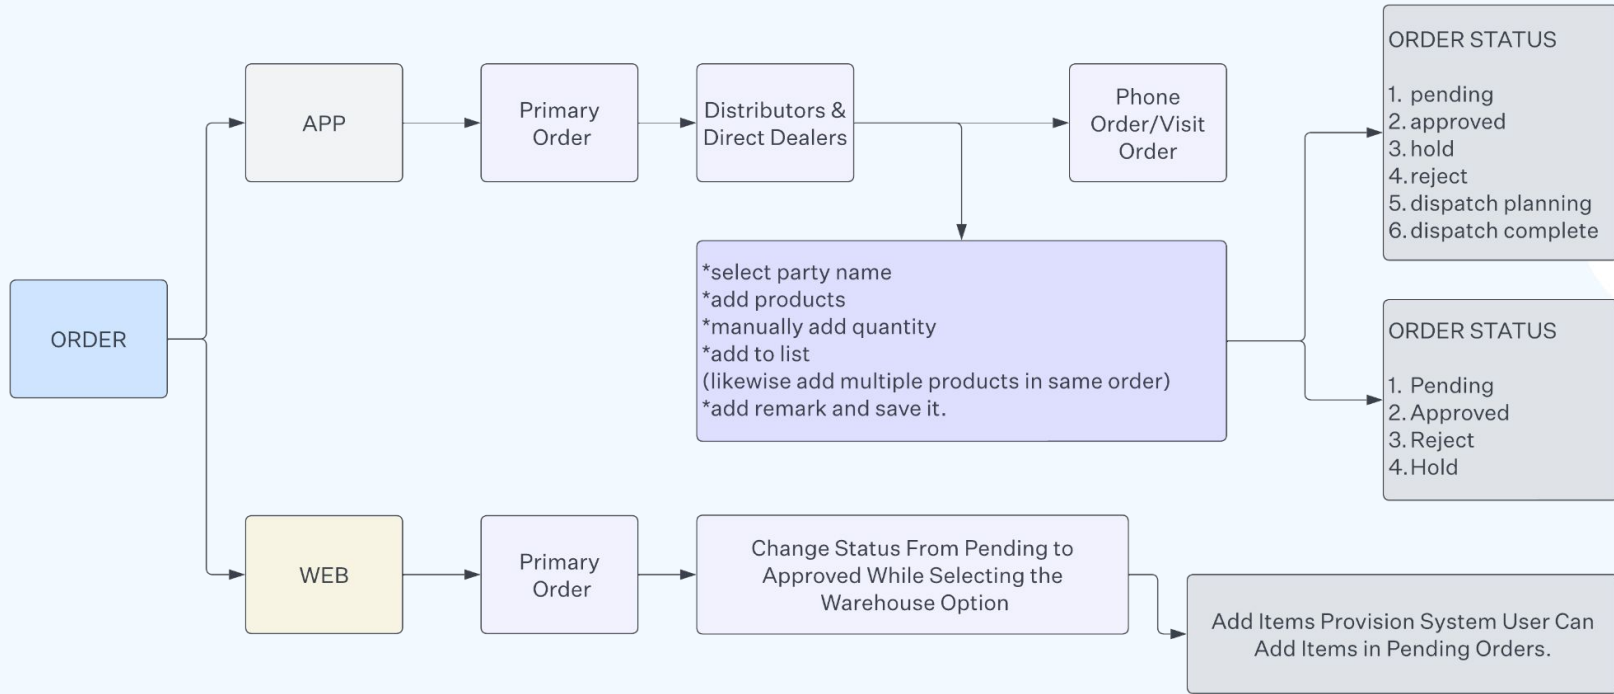 ORDER
APP
Primary
Order
Distributors &
Direct Dealers
Phone
Order/Visit
Order
*select party name
*add products
*manually add quantity
*add to list
(likewise add multiple products in same order)
*add remark and save it.
ORDER STATUS
1. pending
2. approved
3. hold
4. reject
5. dispatch planning
6. dispatch complete
ORDER STATUS
1. Pending
2. Approved
3. Reject
4. Hold
WEB
Primary
Order
Change Status From Pending to
Approved While Selecting the
Warehouse Option
Add Items Provision System User Can
Add Items in Pending Orders.